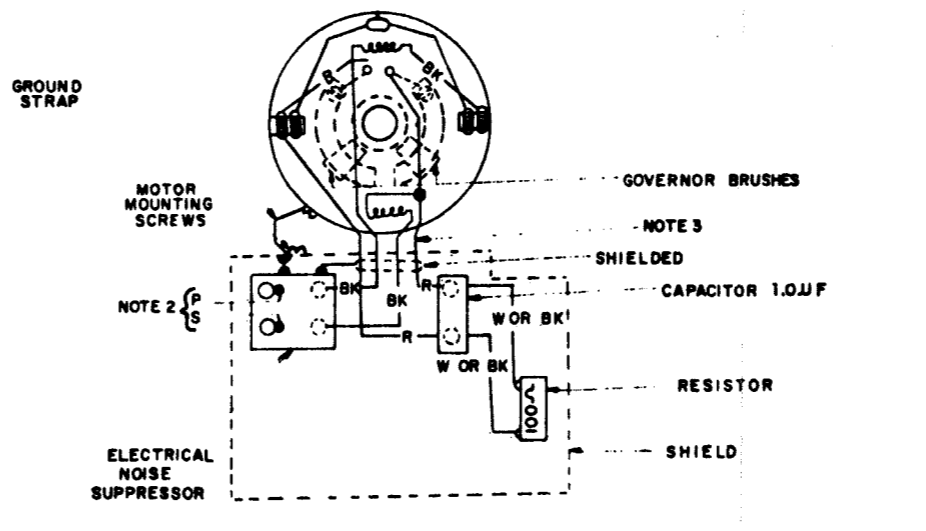 GROUND
STRAP
R
BK
GOVERNOR BRUSHES
MOTOR
MOUNTING
SCREWS
NOTE 3
SHIELDED
BK
BK
R
CAPACITOR 1.0UF
NOTE 2 { P
S
W OR BK
R
W OR BK
RESISTOR
100
SHIELD
ELECTRICAL
NOISE
SUPPRESSOR